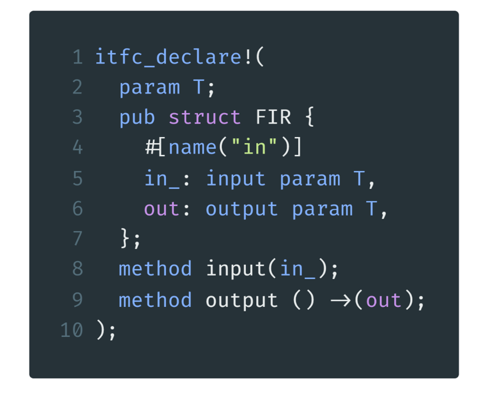 1 itfc_declare!(
2   param T;
3   pub struct FIR {
4     #[name("in")]
5     in_: input param T,
6     out: output param T,
7   };
8   method input(in_);
9   method output () ->(out);
10 );